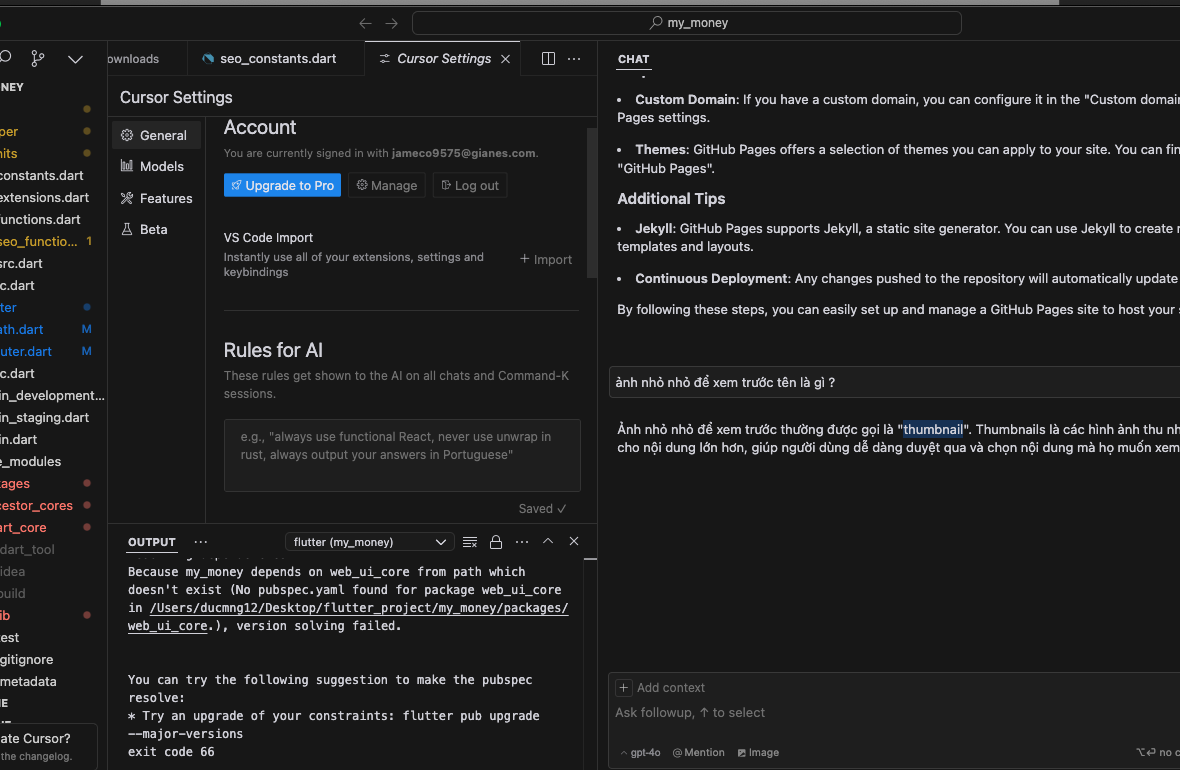 my_money
ownloads
seo_constants.dart
Cursor Settings
CHAT
NEY
per
nits
constants.dart
extensions.dart
functions.dart
seo_functio... 1
src.dart
c.dart
ter
ath.dart M
uter.dart M
c.dart
in_development...
in_staging.dart
in.dart
e_modules
kages
cestor_cores
art_core
dart_tool
idea
build
ib
test
gitignore
metadata
ate Cursor?
the changelog.
Cursor Settings
General
Models
Features
Beta
Account
You are currently signed in with jameco9575@gianes.com.
Upgrade to Pro
Manage
Log out
VS Code Import
Instantly use all of your extensions, settings and
keybindings
+ Import
Rules for AI
These rules get shown to the AI on all chats and Command-K
sessions.
e.g., "always use functional React, never use unwrap in
rust, always output your answers in Portuguese"
Saved ✓
OUTPUT
flutter (my_money)
Because my_money depends on web_ui_core from path which
doesn't exist (No pubspec.yaml found for package web_ui_core
in /Users/ducmng12/Desktop/flutter_project/my_money/packages/
web_ui_core.), version solving failed.
You can try the following suggestion to make the pubspec
resolve:
* Try an upgrade of your constraints: flutter pub upgrade
--major-versions
exit code 66
• Custom Domain: If you have a custom domain, you can configure it in the "Custom domai
Pages settings.
• Themes: GitHub Pages offers a selection of themes you can apply to your site. You can fin
"GitHub Pages".
Additional Tips
• Jekyll: GitHub Pages supports Jekyll, a static site generator. You can use Jekyll to create
templates and layouts.
• Continuous Deployment: Any changes pushed to the repository will automatically update
By following these steps, you can easily set up and manage a GitHub Pages site to host your
ảnh nhỏ nhỏ để xem trước tên là gì ?
Ảnh nhỏ nhỏ để xem trước thường được gọi là "thumbnail". Thumbnails là các hình ảnh thu nh
cho nội dung lớn hơn, giúp người dùng dễ dàng duyệt qua và chọn nội dung mà họ muốn xem
+ Add context
Ask followup, ↑ to select
gpt-4o
@ Mention
Image
no c